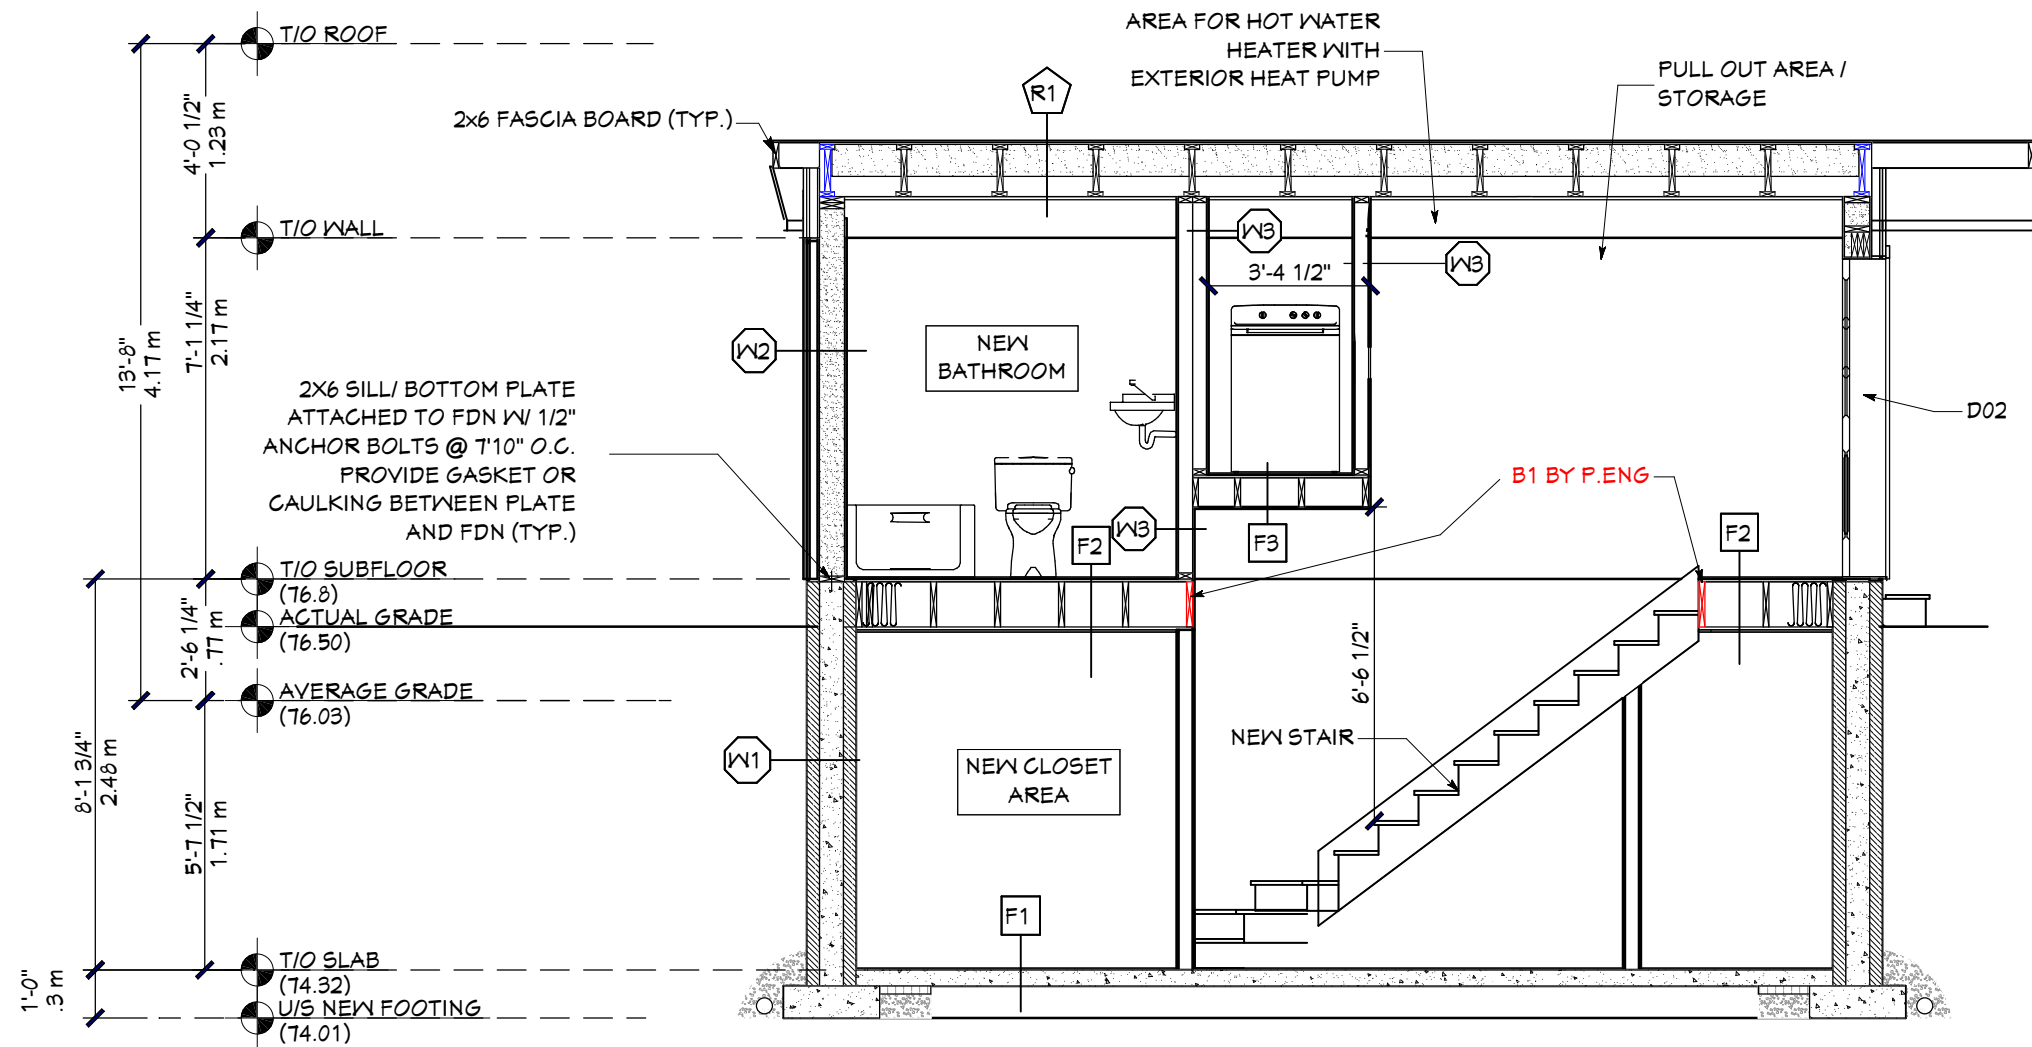 T/O ROOF
4'-0 1/2"
1.23 m
2x6 FASCIA BOARD (TYP.)
R1
AREA FOR HOT WATER
HEATER WITH
EXTERIOR HEAT PUMP
PULL OUT AREA /
STORAGE
T/O WALL
W3
W3
3'-4 1/2"
13'-8"
4.17 m
7'-1 1/4"
2.17 m
W2
NEW
BATHROOM
D02
2X6 SILL/ BOTTOM PLATE
ATTACHED TO FDN W/ 1/2"
ANCHOR BOLTS @ 7'10" O.C.
PROVIDE GASKET OR
CAULKING BETWEEN PLATE
AND FDN (TYP.)
B1 BY P.ENG
W3
F2
F3
F2
T/O SUBFLOOR
(76.8)
ACTUAL GRADE
(76.50)
2'-6 1/4"
.77 m
6'-6 1/2"
AVERAGE GRADE
(76.03)
8'-1 3/4"
2.48 m
5'-7 1/2"
1.71 m
W1
NEW CLOSET
AREA
NEW STAIR
F1
T/O SLAB
(74.32)
1'-0"
.3 m
U/S NEW FOOTING
(74.01)